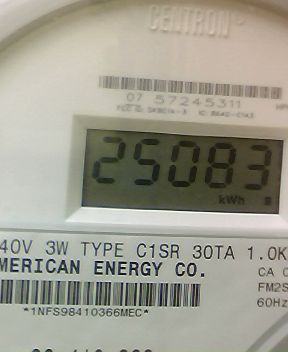 CENTRON
07 57245311
25083
kWh
40V 3W TYPE C1SR 30TA 1.0K
MERICAN ENERGY CO.
CA
FM2S
60Hz
*1NFS98410366MEC*